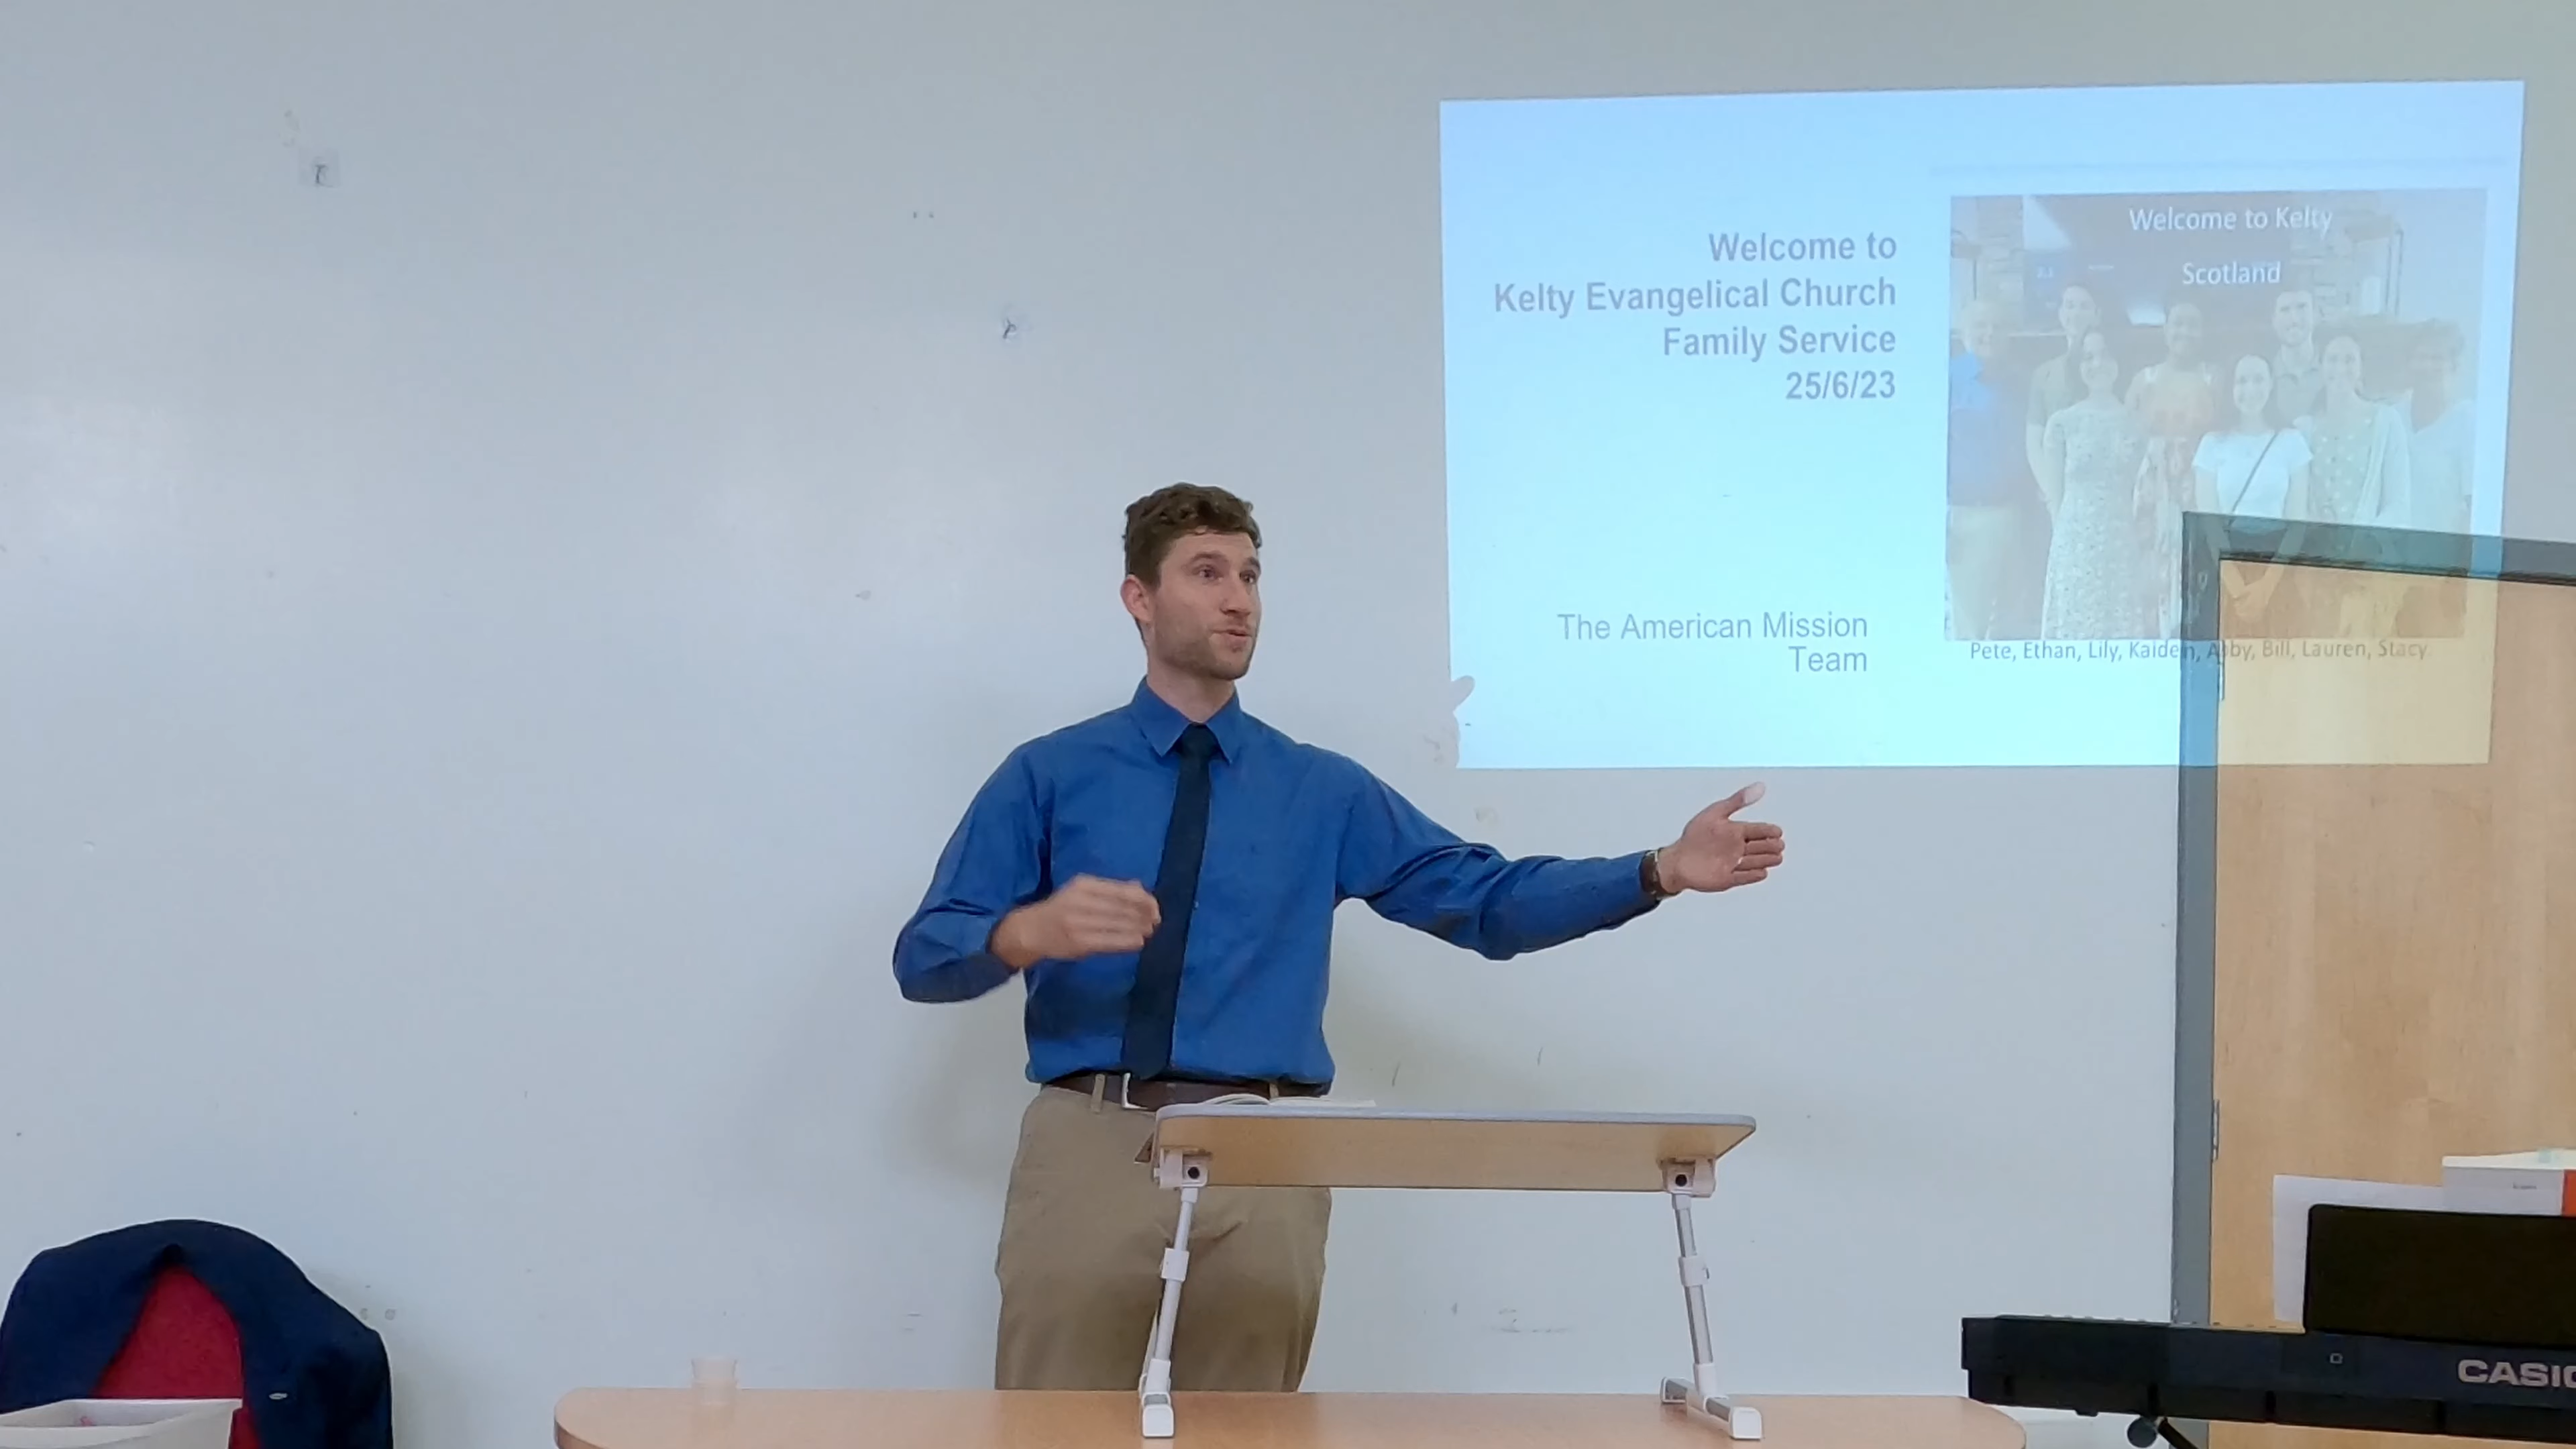 Welcome to
Kelty Evangelical Church
Family Service
25/6/23
The American Mission
Team
Welcome to Kelty
Scotland
Pete, Ethan, Lily, Kaiden, Abby, Bill, Lauren, Stacy
CASIO